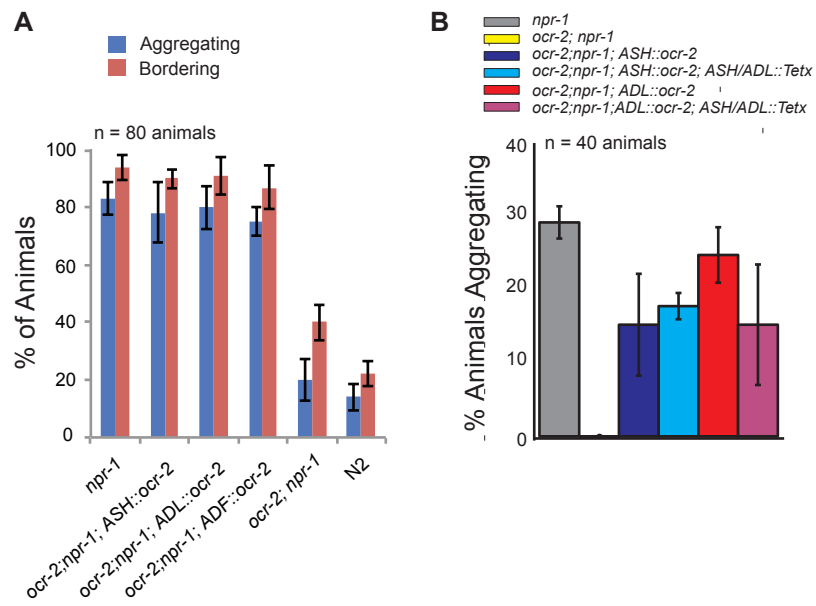 A
Aggregating
Bordering
n = 80 animals
% of Animals
100
80
60
40
20
0
npr-1
ocr-2;npr-1; ASH::ocr-2
ocr-2;npr-1; ADL::ocr-2
ocr-2;npr-1; ADF::ocr-2
ocr-2; npr-1
N2
B
npr-1
ocr-2; npr-1
ocr-2;npr-1; ASH::ocr-2
ocr-2;npr-1; ASH::ocr-2; ASH/ADL::Tetx
ocr-2;npr-1; ADL::ocr-2
ocr-2;npr-1;ADL::ocr-2; ASH/ADL::Tetx
n = 40 animals
% Animals Aggregating
40
30
20
10
0